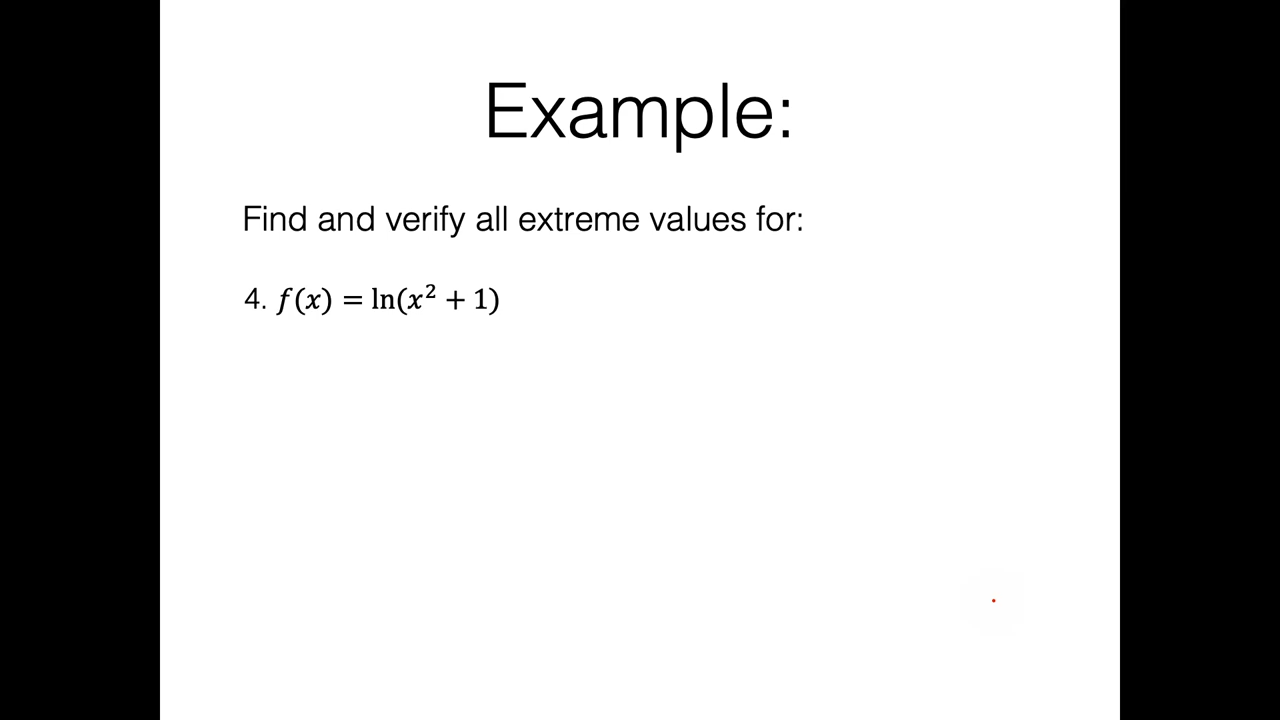 Example:
Find and verify all extreme values for:
4. f(x) = ln(x² + 1)